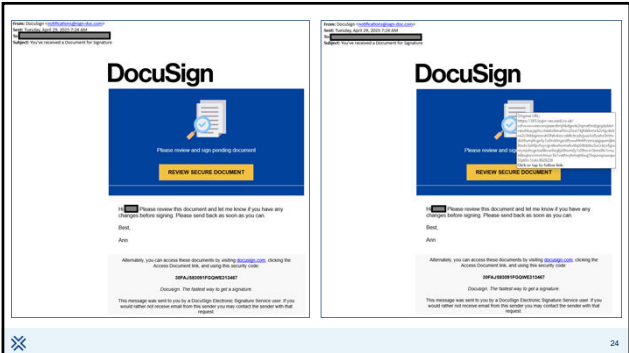 From: DocuSign <notifications@sign-doc.com>
Sent: Tuesday, April 29, 2025 7:24 AM
To:
Subject: You've received a Document for Signature
DocuSign
Please review and sign pending document
REVIEW SECURE DOCUMENT
Hi Please review this document and let me know if you have any
changes before signing. Please send back as soon as you can.
Best,
Ann
Alternately, you can access these documents by visiting docusign.com, clicking the
Access Document link, and using this security code:
Docusign. The fastest way to get a signature.
This message was sent to you by a DocuSign Electronic Signature Service user. If you
would rather not receive email from this sender you may contact the sender with that
request.
From: DocuSign <notifications@sign-doc.com>
Sent: Tuesday, April 29, 2025 7:24 AM
To:
Subject: You've received a Document for Signature
DocuSign
Original URL:
Click or tap to follow link.
Please review and sig
REVIEW SECURE DOCUMENT
Hi Please review this document and let me know if you have any
changes before signing. Please send back as soon as you can.
Best,
Ann
Alternately, you can access these documents by visiting docusign.com, clicking the
Access Document link, and using this security code:
Docusign. The fastest way to get a signature.
This message was sent to you by a DocuSign Electronic Signature Service user. If you
would rather not receive email from this sender you may contact the sender with that
request.
24